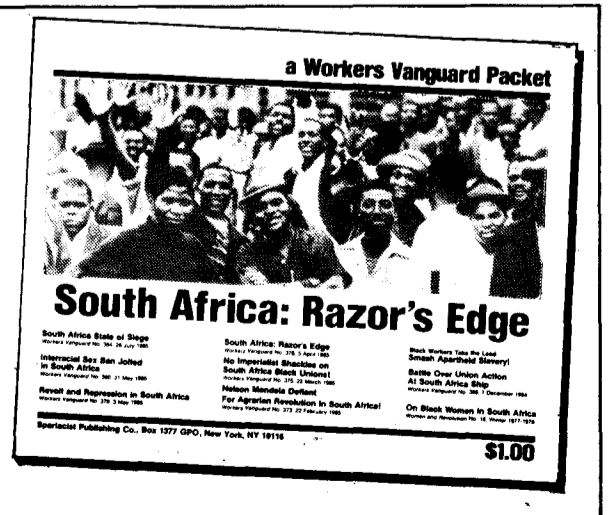 a Workers Vanguard Packet
South Africa: Razor's Edge
South Africa State of Siege
Workers Vanguard No. 384, 26 July 1985
Interracial Sex Ban Jolted
in South Africa
Workers Vanguard No. 380, 31 May 1985
Revolt and Repression in South Africa
Workers Vanguard No. 378, 3 May 1985
South Africa: Razor's Edge
Workers Vanguard No. 376, 5 April 1985
No Imperialist Shackles on
South Africa Black Unions!
Workers Vanguard No. 375, 22 March 1985
Nelson Mandela Defiant
For Agrarian Revolution in South Africa!
Workers Vanguard No. 373, 22 February 1985
Black Workers Take the Lead
Smash Apartheid Slavery!
Battle Over Union Action
At South Africa Ship
Workers Vanguard No. 368, 7 December 1984
On Black Women in South Africa
Women and Revolution No. 15, Winter 1977-1978
Spartacist Publishing Co., Box 1377 GPO, New York, NY 10116
$1.00